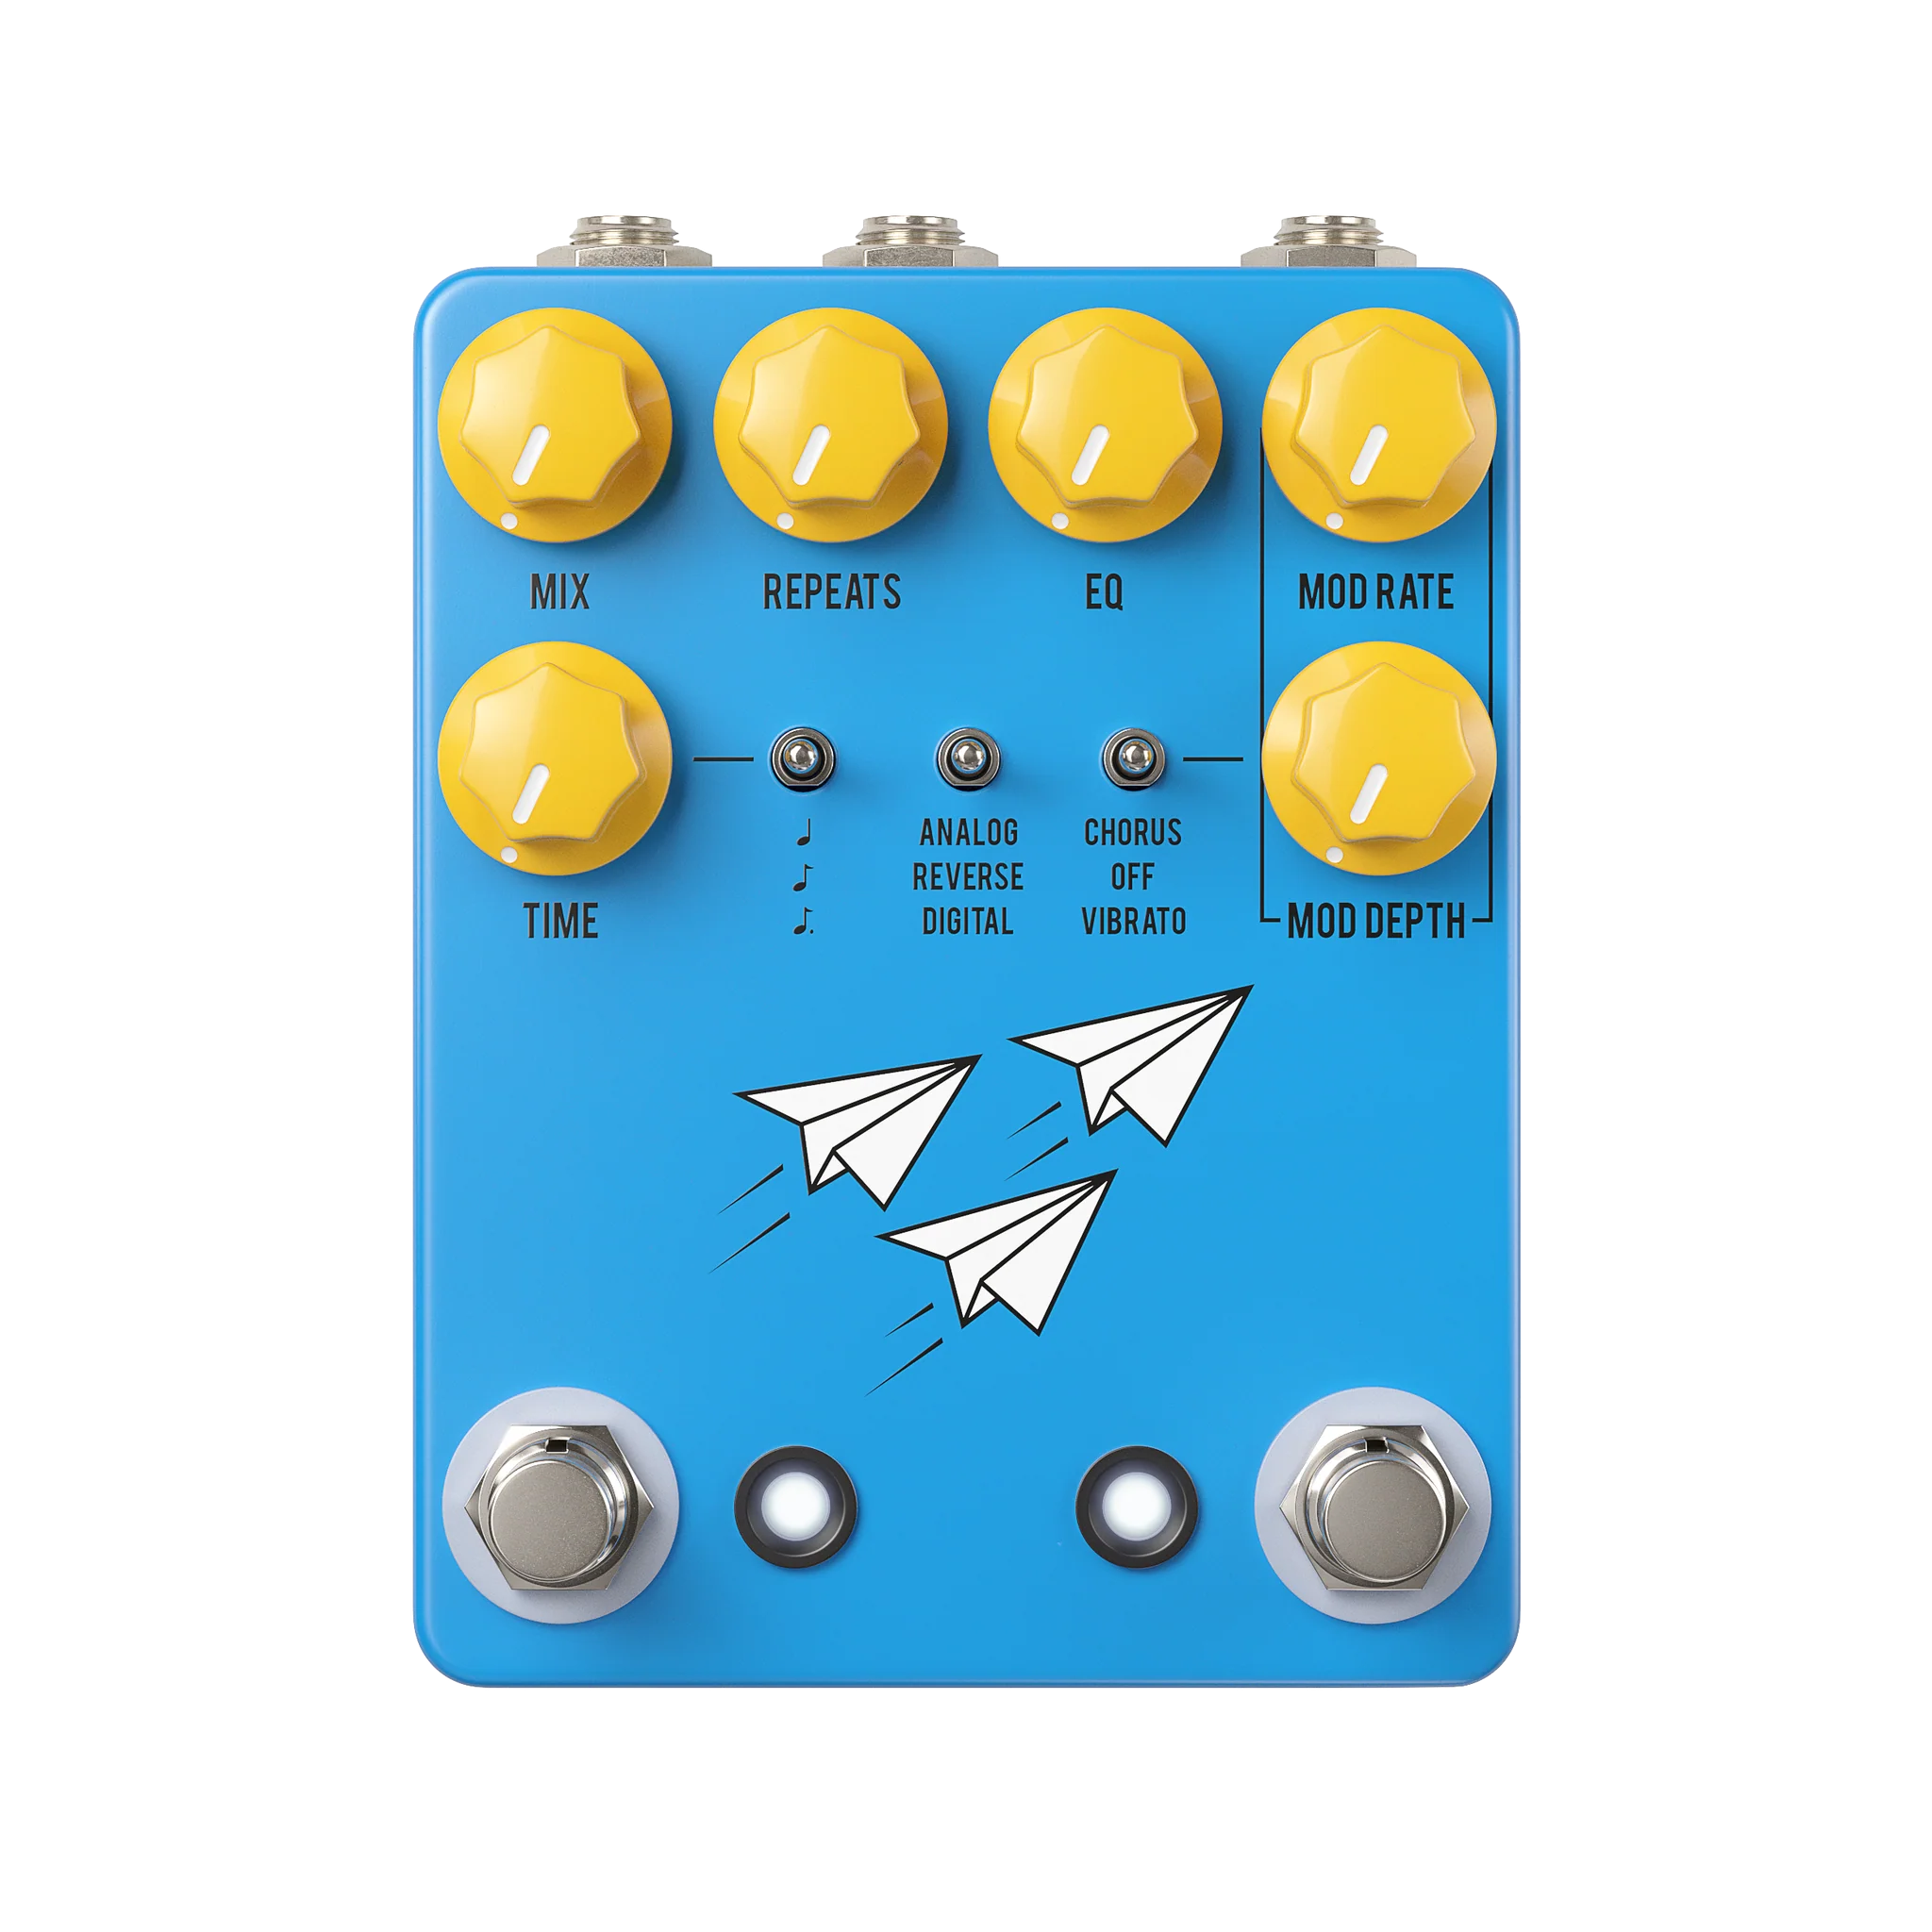 MIX
REPEATS
EQ
MOD RATE
TIME
ANALOG
REVERSE
DIGITAL
CHORUS
OFF
VIBRATO
MOD DEPTH